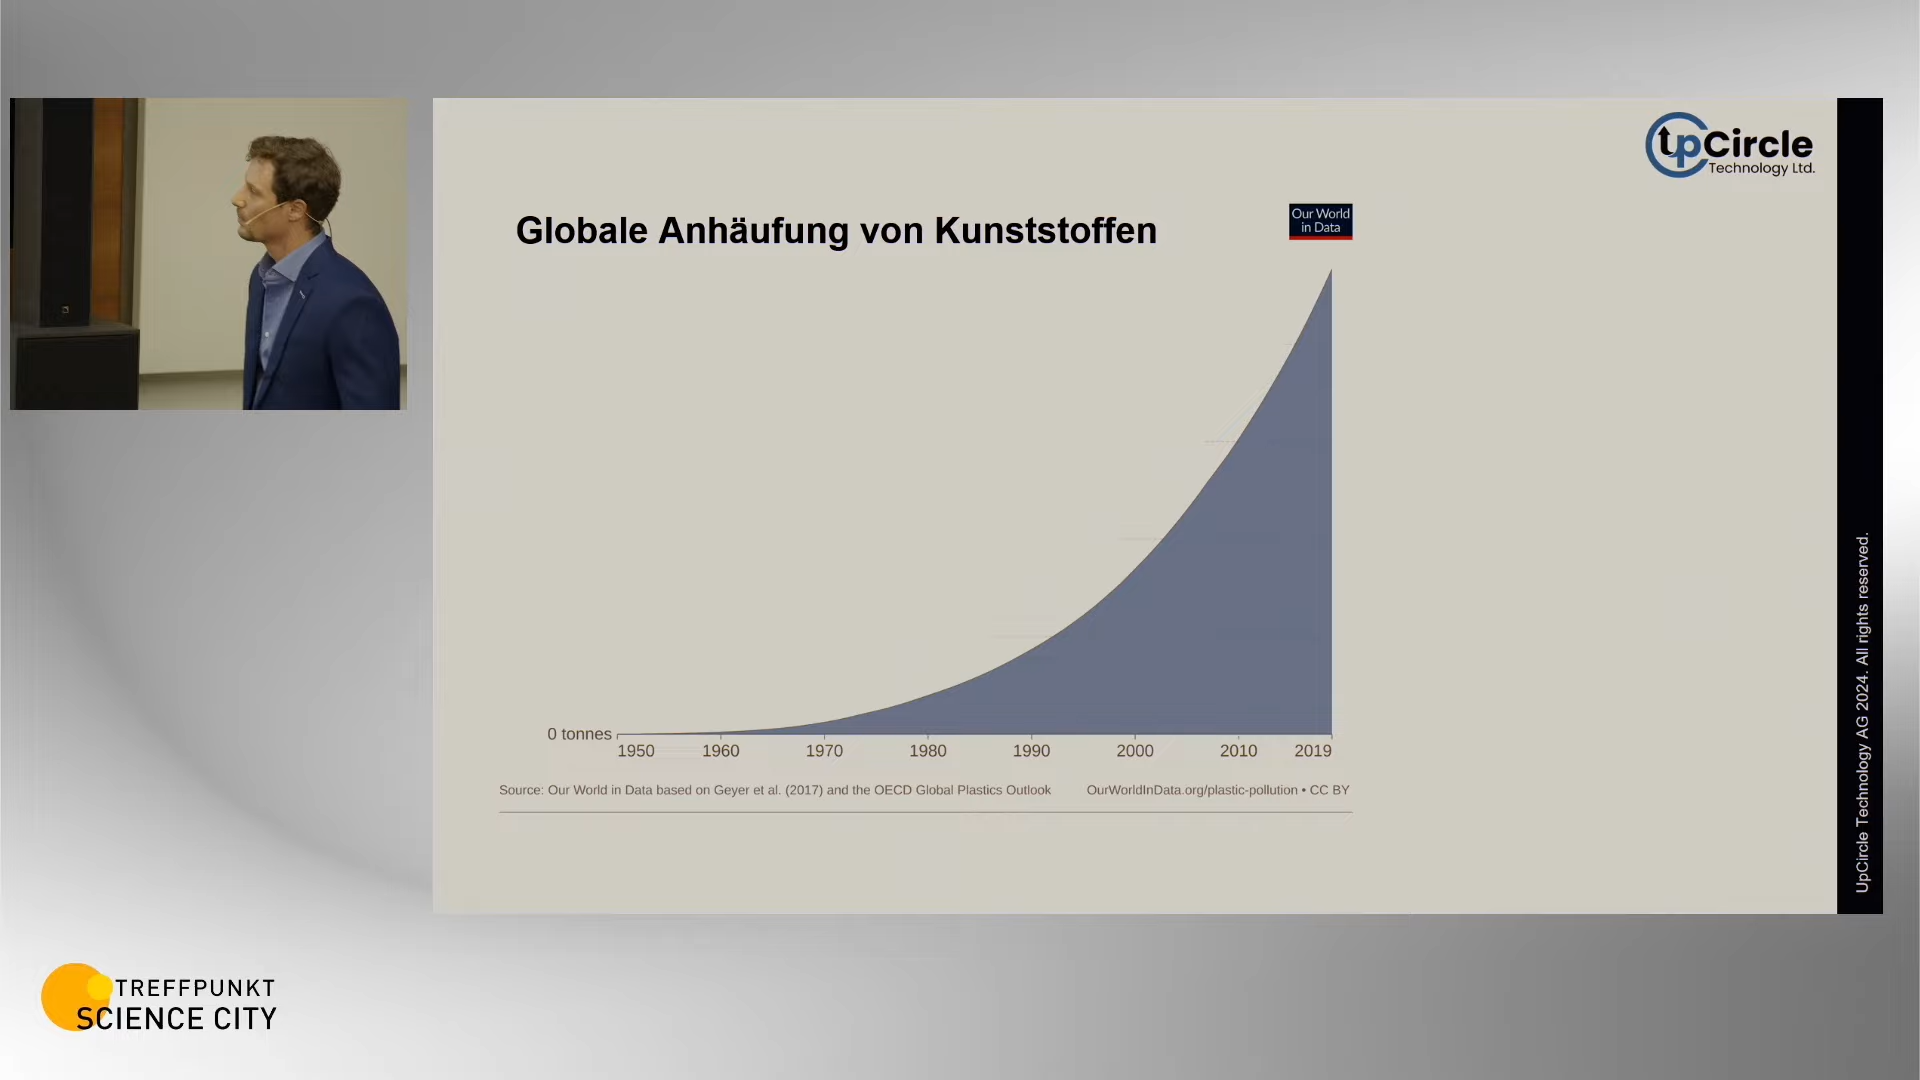 UpCircle
Technology Ltd.
Globale Anhäufung von Kunststoffen
Our World
in Data
0 tonnes
1950 1960 1970 1980 1990 2000 2010 2019
Source: Our World in Data based on Geyer et al. (2017) and the OECD Global Plastics Outlook OurWorldInData.org/plastic-pollution • CC BY
UpCircle Technology AG 2024. All rights reserved.
TREFFPUNKT
SCIENCE CITY